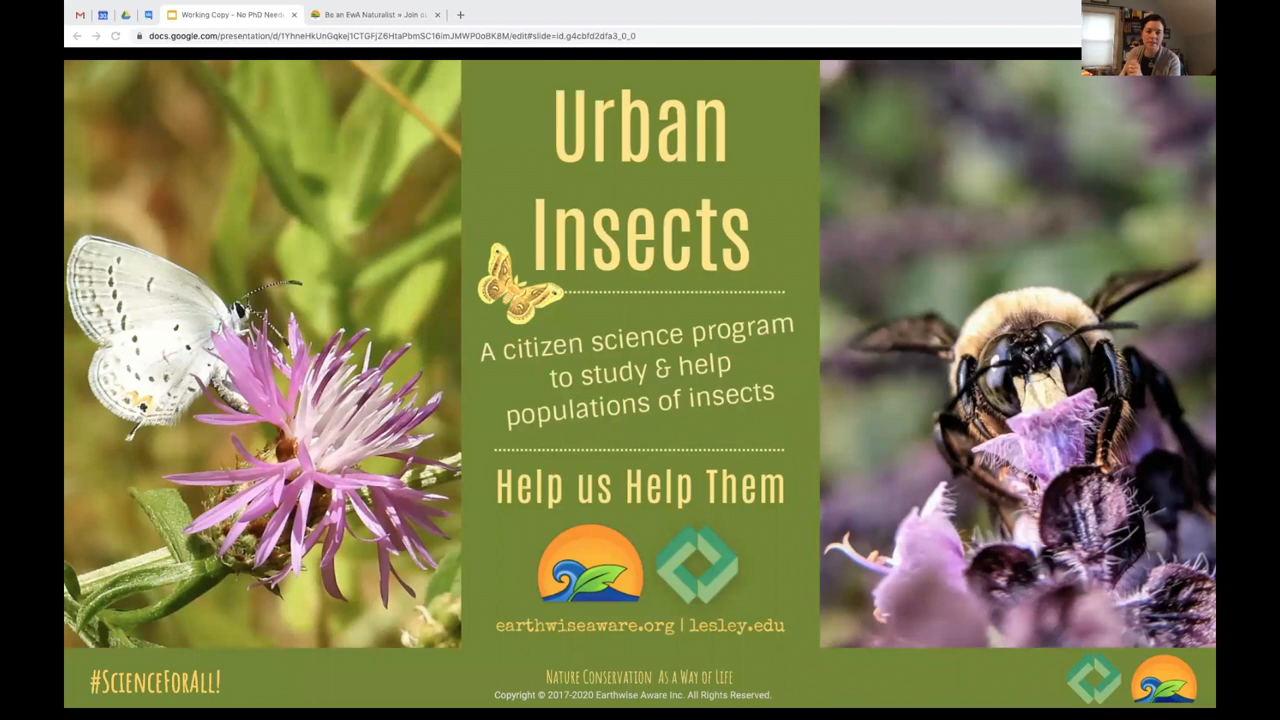 Working Copy - No PhD Need
Be an EwA Naturalist » Join ou
docs.google.com/presentation/d/1YhneHkUnGqkej1CTGFjZ6HtaPbmSC16imJMWP0oBK8M/edit#slide=id.g4cbfd2dfa3_0_0
Urban
Insects
A citizen science program
to study & help
populations of insects
Help us Help Them
earthwiseaware.org | lesley.edu
#ScienceForAll!
Nature Conservation As a Way of Life
Copyright © 2017-2020 Earthwise Aware Inc. All Rights Reserved.